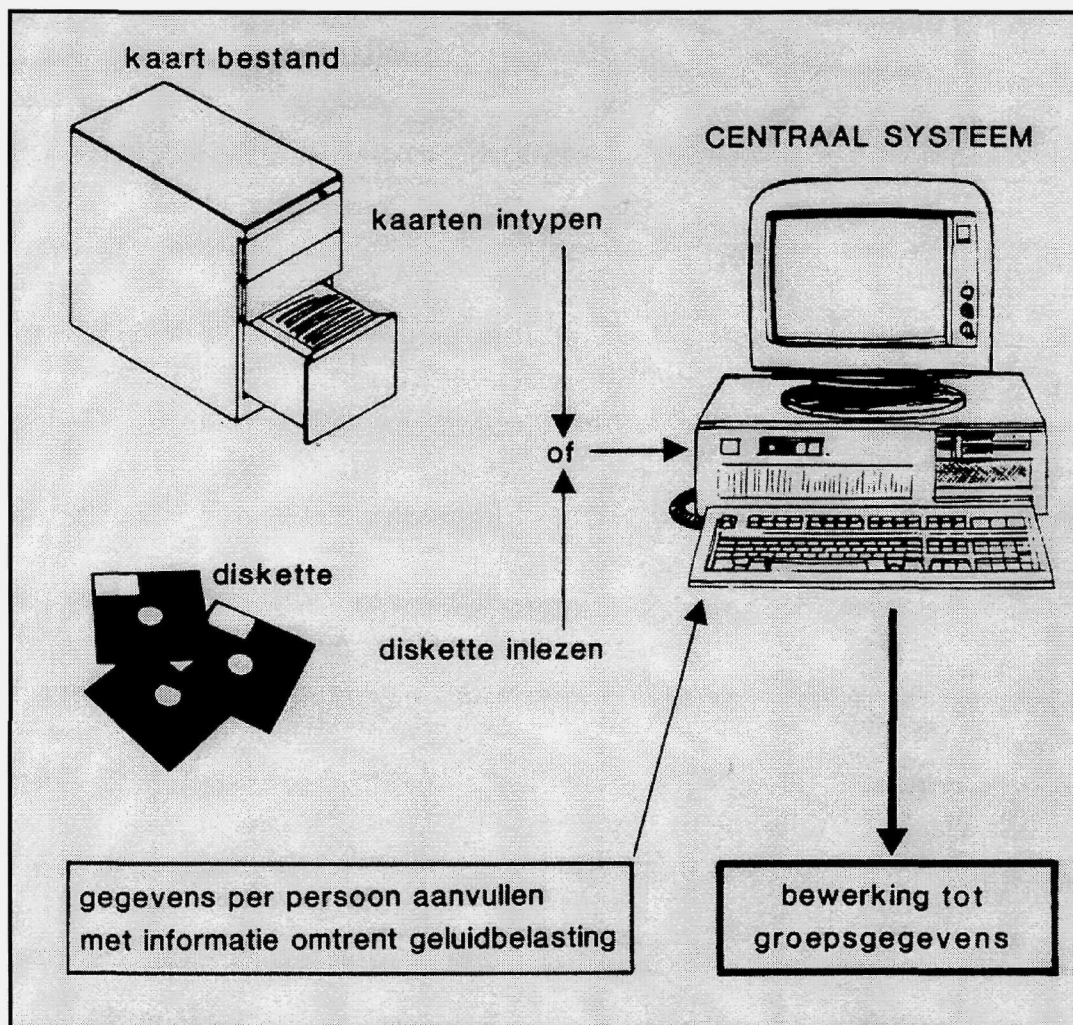 kaart bestand
CENTRAAL SYSTEEM
kaarten intypen
of
diskette
diskette inlezen
gegevens per persoon aanvullen
met informatie omtrent geluidbelasting
bewerking tot
groepsgegevens